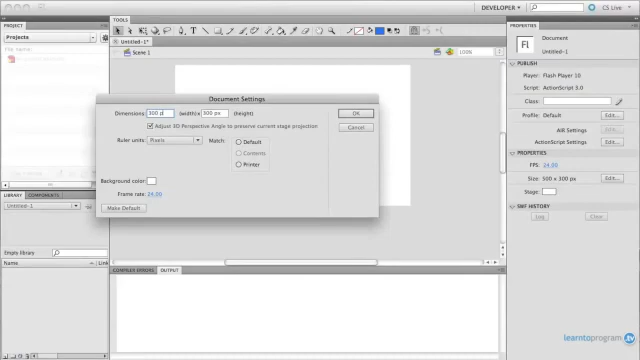 DEVELOPER
CS Live
PROJECT
Projects
File name:
TOOLS
Untitled-1*
Scene 1
100%
Document Settings
Dimensions: 300 p (width) x 300 px (height)
Adjust 3D Perspective Angle to preserve current stage projection
Ruler units: Pixels
Match: Default
Contents
Printer
Background color:
Frame rate: 24.00
Make Default
OK
Cancel
LIBRARY
COMPONENTS
Untitled-1
Empty library
Name
COMPILER ERRORS
OUTPUT
PROPERTIES
Fl
Document
Untitled-1
PUBLISH
Player: Flash Player 10
Script: ActionScript 3.0
Class:
Profile: Default
Edit...
AIR Settings
Edit...
ActionScript Settings
Edit...
PROPERTIES
FPS: 24.00
Size: 500 x 300 px
Edit...
Stage:
SWF HISTORY
Log
Clear
learntoprogram.tv